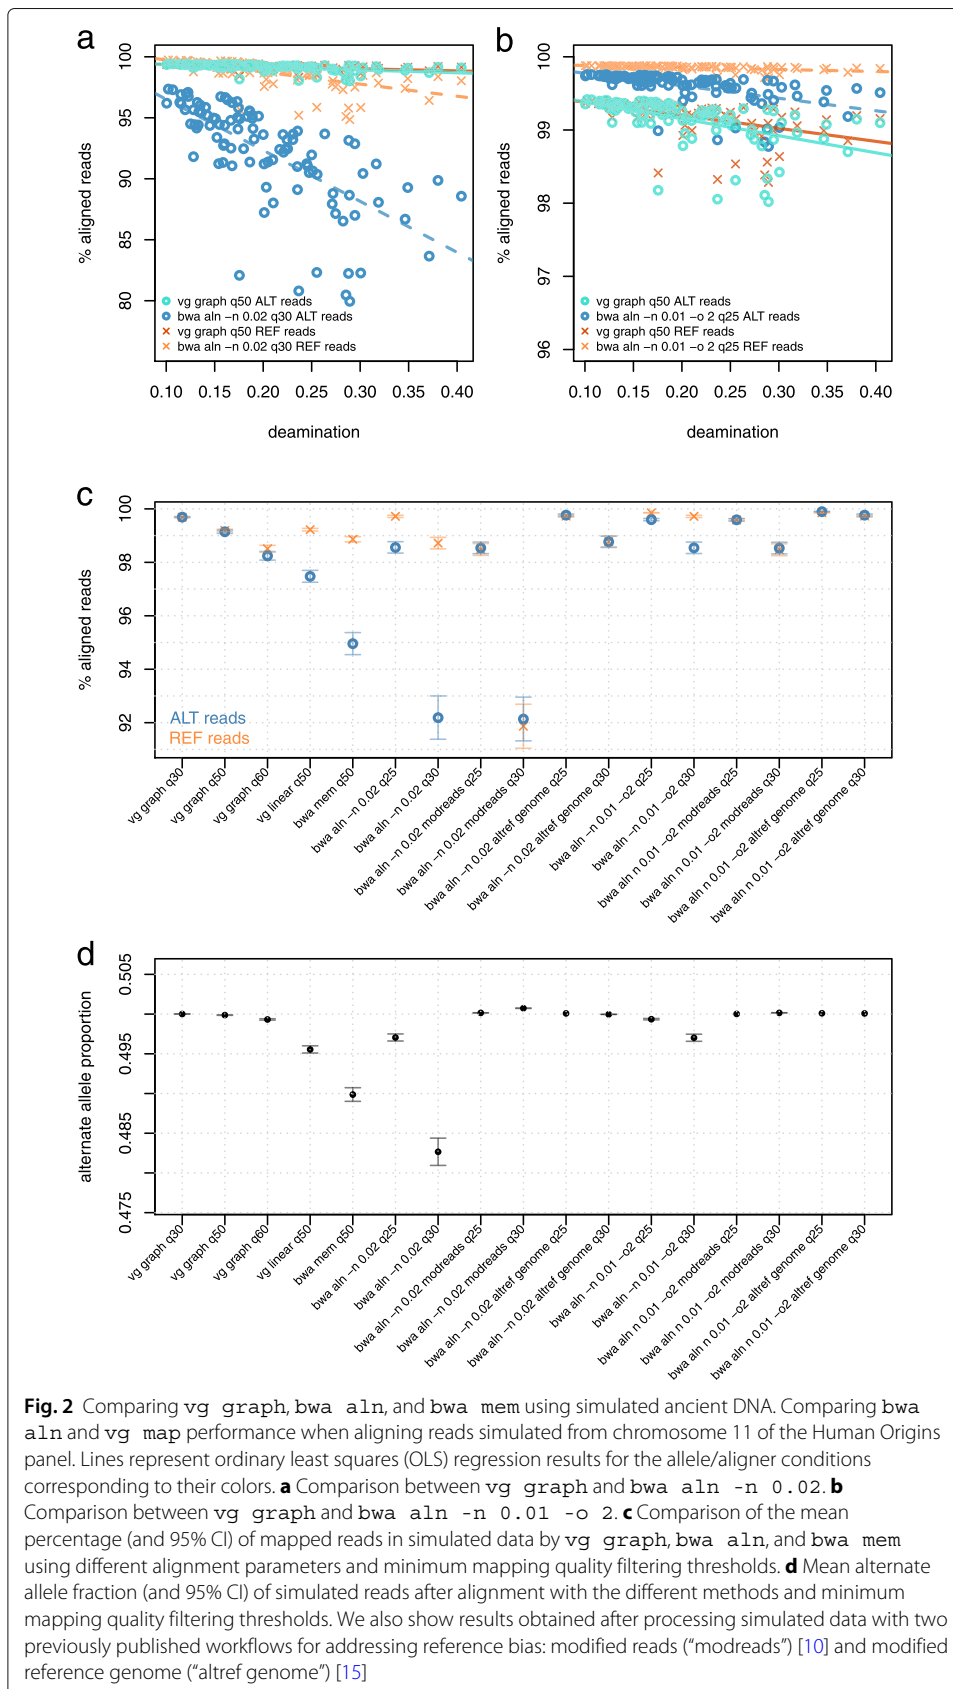 a
100
95
90
85
80
% aligned reads
vg graph q50 ALT reads
bwa aln −n 0.02 q30 ALT reads
vg graph q50 REF reads
bwa aln −n 0.02 q30 REF reads
0.10 0.15 0.20 0.25 0.30 0.35 0.40
deamination
b
100
99
98
97
96
% aligned reads
vg graph q50 ALT reads
bwa aln −n 0.01 −o 2 q25 ALT reads
vg graph q50 REF reads
bwa aln −n 0.01 −o 2 q25 REF reads
0.10 0.15 0.20 0.25 0.30 0.35 0.40
deamination
c
100
98
96
94
92
% aligned reads
ALT reads
REF reads
vg graph q30
vg graph q50
vg graph q60
vg linear q50
bwa mem q50
bwa aln −n 0.02 q25
bwa aln −n 0.02 q30
bwa aln −n 0.02 modreads q25
bwa aln −n 0.02 modreads q30
bwa aln −n 0.02 altref genome q25
bwa aln −n 0.02 altref genome q30
bwa aln −n 0.01 −o2 q25
bwa aln −n 0.01 −o2 q30
bwa aln n 0.01 −o2 modreads q25
bwa aln n 0.01 −o2 modreads q30
bwa aln n 0.01 −o2 altref genome q25
bwa aln n 0.01 −o2 altref genome q30
d
0.505
0.495
0.485
0.475
alternate allele proportion
vg graph q30
vg graph q50
vg graph q60
vg linear q50
bwa mem q50
bwa aln −n 0.02 q25
bwa aln −n 0.02 q30
bwa aln −n 0.02 modreads q25
bwa aln −n 0.02 modreads q30
bwa aln −n 0.02 altref genome q25
bwa aln −n 0.02 altref genome q30
bwa aln −n 0.01 −o2 q25
bwa aln −n 0.01 −o2 q30
bwa aln n 0.01 −o2 modreads q25
bwa aln n 0.01 −o2 modreads q30
bwa aln n 0.01 −o2 altref genome q25
bwa aln n 0.01 −o2 altref genome q30
Fig. 2 Comparing vg graph, bwa aln, and bwa mem using simulated ancient DNA. Comparing bwa
aln and vg map performance when aligning reads simulated from chromosome 11 of the Human Origins
panel. Lines represent ordinary least squares (OLS) regression results for the allele/aligner conditions
corresponding to their colors. a Comparison between vg graph and bwa aln -n 0.02. b
Comparison between vg graph and bwa aln -n 0.01 -o 2. c Comparison of the mean
percentage (and 95% CI) of mapped reads in simulated data by vg graph, bwa aln, and bwa mem
using different alignment parameters and minimum mapping quality filtering thresholds. d Mean alternate
allele fraction (and 95% CI) of simulated reads after alignment with the different methods and minimum
mapping quality filtering thresholds. We also show results obtained after processing simulated data with two
previously published workflows for addressing reference bias: modified reads (“modreads”) [10] and modified
reference genome (“altref genome”) [15]